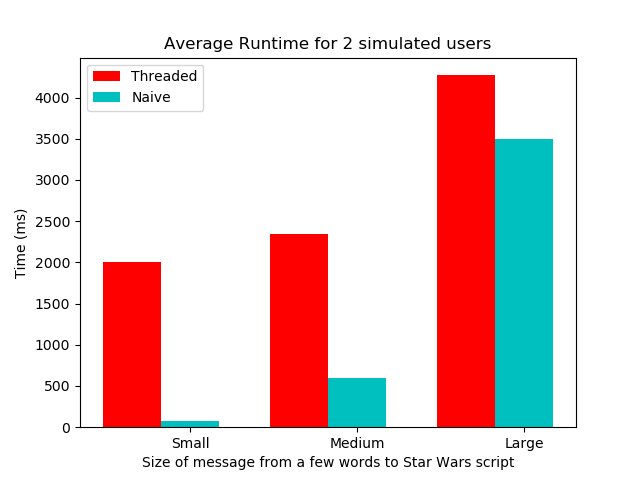 Average Runtime for 2 simulated users
Threaded
Naive
4000
3500
3000
2500
2000
1500
1000
500
0
Time (ms)
Small Medium Large
Size of message from a few words to Star Wars script